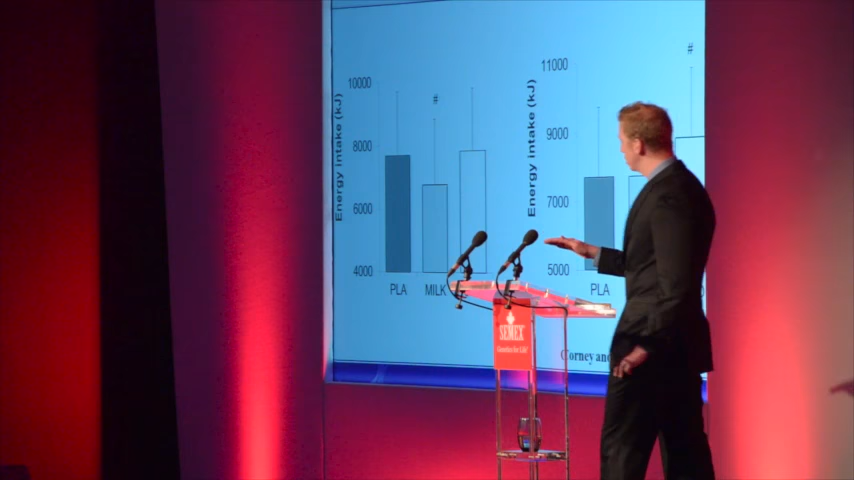 10000
8000
6000
4000
Energy intake (kJ)
#
PLA
MILK
11000
9000
7000
5000
Energy intake (kJ)
#
PLA
Corney and
SEMEX
Genetics for Life